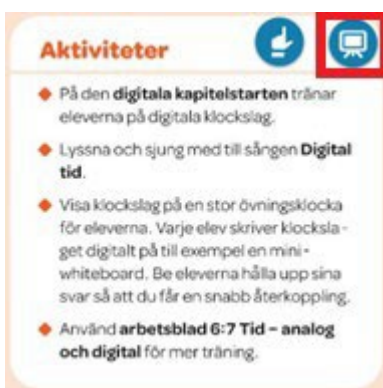 Aktiviteter
På den digitala kapitelstarten tränar
eleverna på digitala klockslag.
Lyssna och sjung med till sången Digital
tid.
Visa klockslag på en stor övningsklocka
för eleverna. Varje elev skriver klocksla-
get digitalt på till exempel en mini-
whiteboard. Be eleverna hålla upp sina
svar så att du får en snabb återkoppling.
Använd arbetsblad 6:7 Tid – analog
och digital för mer träning.